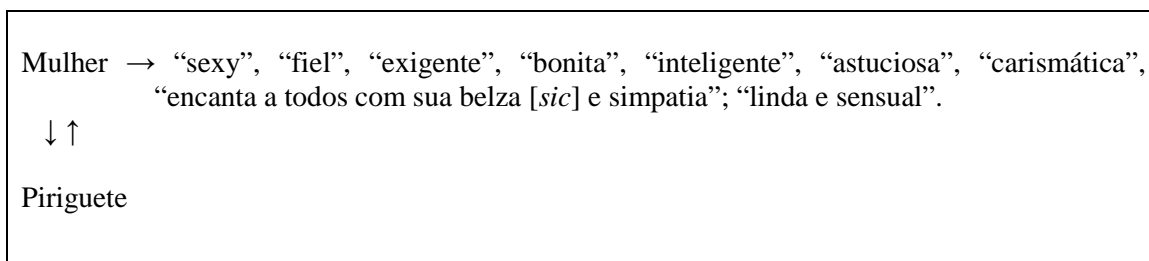 Mulher → “sexy”, “fiel”, “exigente”, “bonita”, “inteligente”, “astuciosa”, “carismática”,
“encanta a todos com sua belza [sic] e simpatia”; “linda e sensual”.
↓↑
Piriguete